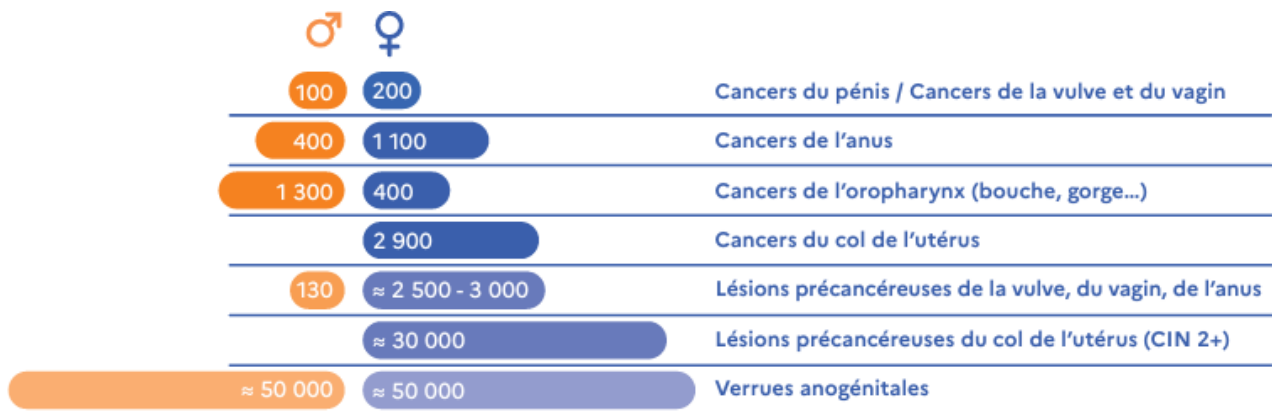 ♂ ♀
100 200 Cancers du pénis / Cancers de la vulve et du vagin
400 1 100 Cancers de l'anus
1 300 400 Cancers de l'oropharynx (bouche, gorge...)
2 900 Cancers du col de l'utérus
130 ≈ 2 500 - 3 000 Lésions précancéreuses de la vulve, du vagin, de l'anus
≈ 30 000 Lésions précancéreuses du col de l'utérus (CIN 2+)
≈ 50 000 ≈ 50 000 Verrues anogénitales